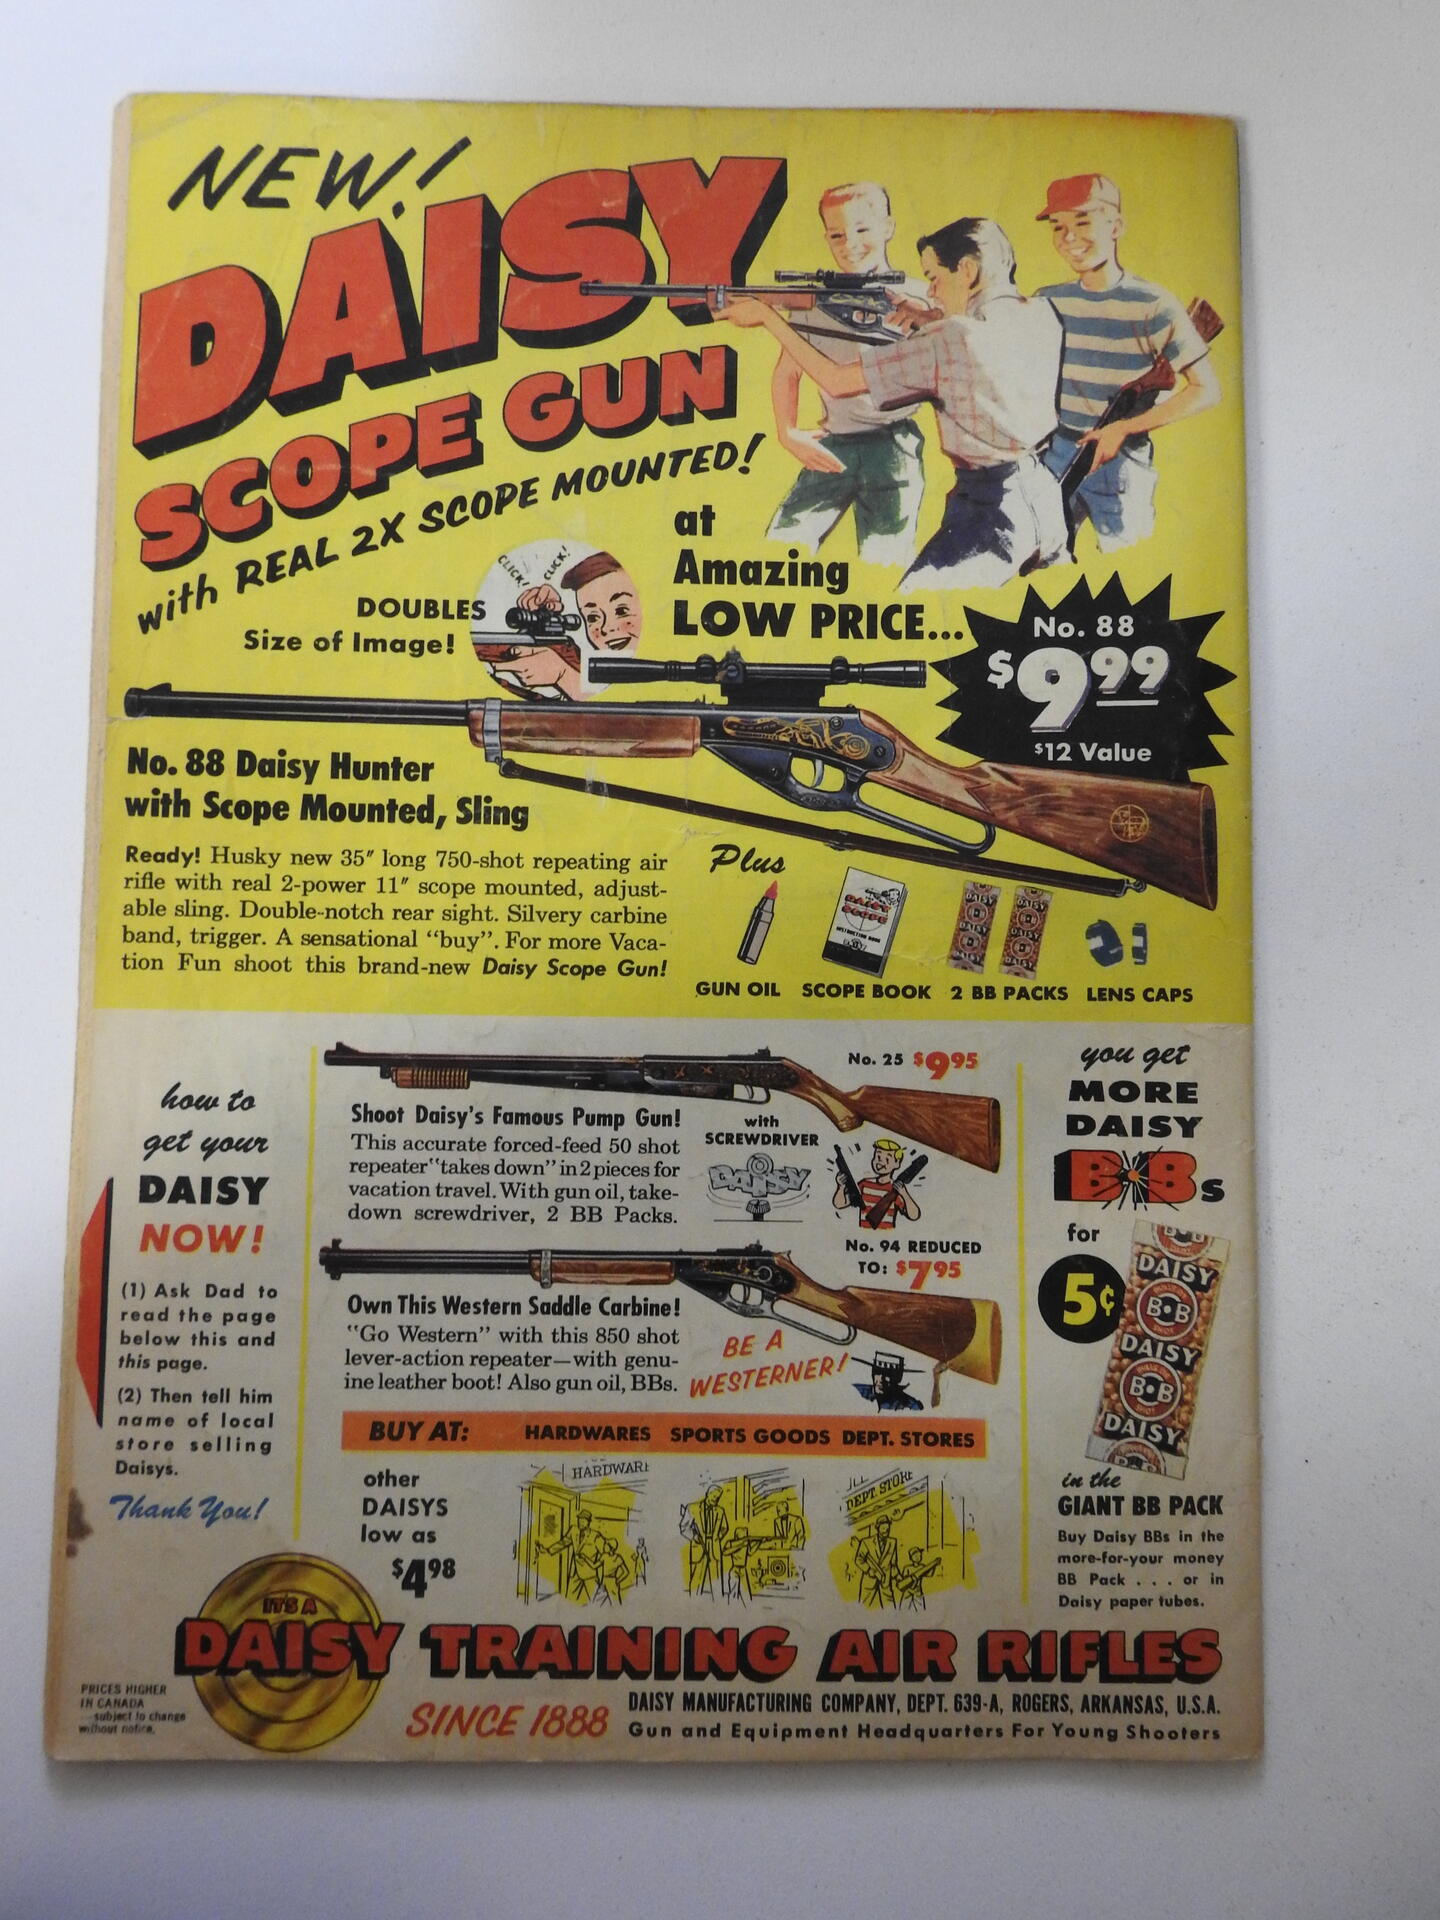 NEW!
DAISY
SCOPE GUN
with REAL 2X SCOPE MOUNTED!
at
Amazing
LOW PRICE...
CLICK! CLICK!
DOUBLES
Size of Image!
No. 88
$9.99
$12 Value
No. 88 Daisy Hunter
with Scope Mounted, Sling
Ready! Husky new 35" long 750-shot repeating air
rifle with real 2-power 11" scope mounted, adjust-
able sling. Double-notch rear sight. Silvery carbine
band, trigger. A sensational "buy". For more Vaca-
tion Fun shoot this brand-new Daisy Scope Gun!
Plus
DAISY
SCOPE
INSTRUCTION BOOK
GUN OIL
SCOPE BOOK
2 BB PACKS
LENS CAPS
how to
get your
DAISY
NOW!
(1) Ask Dad to
read the page
below this and
this page.
(2) Then tell him
name of local
store selling
Daisys.
Thank You!
No. 25 $9.95
Shoot Daisy's Famous Pump Gun!
This accurate forced-feed 50 shot
repeater "takes down" in 2 pieces for
vacation travel. With gun oil, take-
down screwdriver, 2 BB Packs.
with
SCREWDRIVER
DAISY
No. 94 REDUCED
TO: $7.95
Own This Western Saddle Carbine!
"Go Western" with this 850 shot
lever-action repeater—with genu-
ine leather boot! Also gun oil, BBs.
BE A
WESTERNER!
BUY AT: HARDWARES SPORTS GOODS DEPT. STORES
other
DAISYS
low as
$4.98
HARDWARE
DEPT. STORE
you get
MORE
DAISY
B•Bs
for
5¢
DAISY
B•B
SHOT
DAISY
BULLS EYE
B•B
SHOT
DAISY
in the
GIANT BB PACK
Buy Daisy BBs in the
more-for-your money
BB Pack . . . or in
Daisy paper tubes.
IT'S A
DAISY TRAINING AIR RIFLES
PRICES HIGHER
IN CANADA
—subject to change
without notice.
SINCE 1888
DAISY MANUFACTURING COMPANY, DEPT. 639-A, ROGERS, ARKANSAS, U.S.A.
Gun and Equipment Headquarters For Young Shooters